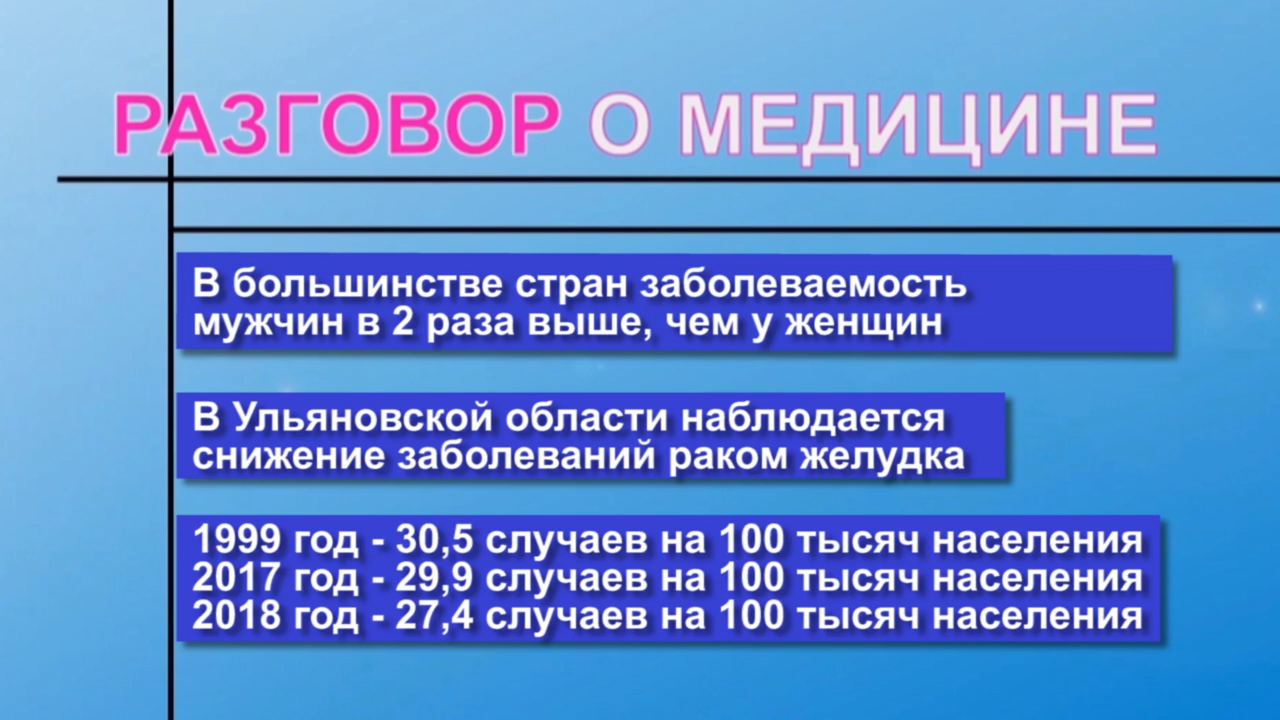 РАЗГОВОР О МЕДИЦИНЕ
В большинстве стран заболеваемость
мужчин в 2 раза выше, чем у женщин
В Ульяновской области наблюдается
снижение заболеваний раком желудка
1999 год - 30,5 случаев на 100 тысяч населения
2017 год - 29,9 случаев на 100 тысяч населения
2018 год - 27,4 случаев на 100 тысяч населения